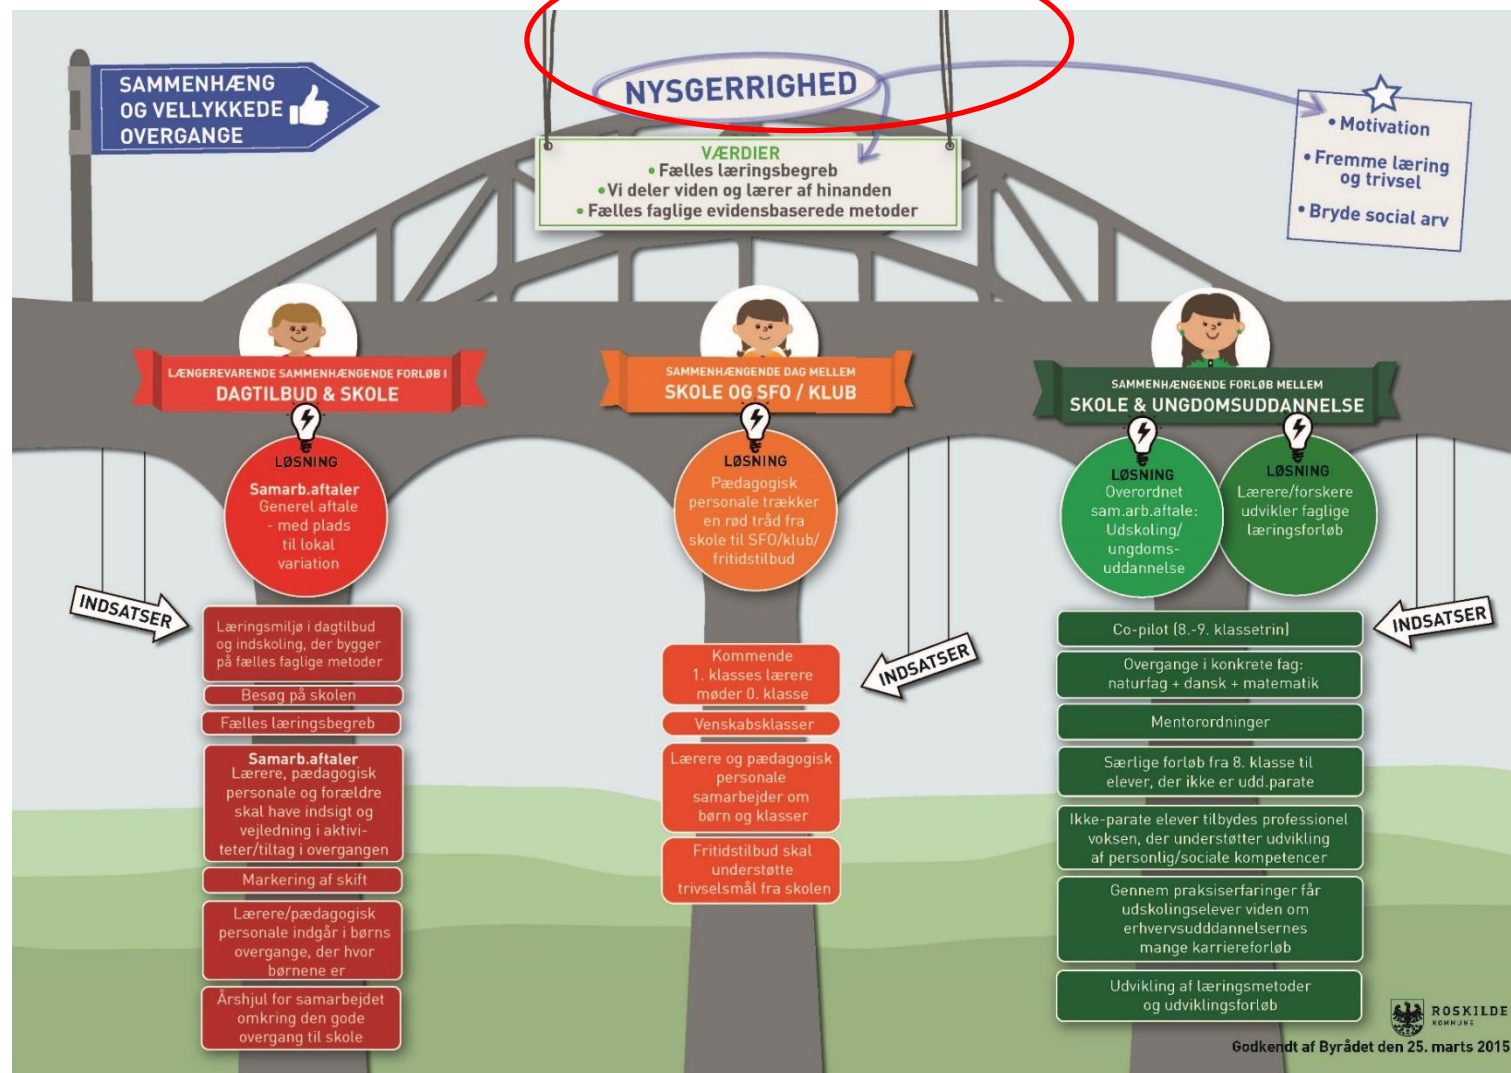 SAMMENHÆNG
OG VELLYKKEDE
OVERGANGE
NYSGERRIGHED
VÆRDIER
• Fælles læringsbegreb
• Vi deler viden og lærer af hinanden
• Fælles faglige evidensbaserede metoder
• Motivation
• Fremme læring
og trivsel
• Bryde social arv
LÆNGEREVARENDE SAMMENHÆNGENDE FORLØB I
DAGTILBUD & SKOLE
LØSNING
Samarb.aftaler
Generel aftale
- med plads
til lokal
variation
INDSATSER
Læringsmiljø i dagtilbud
og indskoling, der bygger
på fælles faglige metoder
Besøg på skolen
Fælles læringsbegreb
Samarb.aftaler
Lærere, pædagogisk
personale og forældre
skal have indsigt og
vejledning i aktivi-
teter/tiltag i overgangen
Markering af skift
Lærere/pædagogisk
personale indgår i børns
overgange, der hvor
børnene er
Årshjul for samarbejdet
omkring den gode
overgang til skole
SAMMENHÆNGENDE DAG MELLEM
SKOLE OG SFO / KLUB
LØSNING
Pædagogisk
personale trækker
en rød tråd fra
skole til SFO/klub/
fritidstilbud
INDSATSER
Kommende
1. klasses lærere
møder 0. klasse
Venskabsklasser
Lærere og pædagogisk
personale
samarbejder om
børn og klasser
Fritidstilbud skal
understøtte
trivselsmål fra skolen
SAMMENHÆNGENDE FORLØB MELLEM
SKOLE & UNGDOMSUDDANNELSE
LØSNING
Overordnet
sam.arb.aftale:
Udskoling/
ungdoms-
uddannelse
LØSNING
Lærere/forskere
udvikler faglige
læringsforløb
INDSATSER
Co-pilot (8.-9. klassetrin)
Overgange i konkrete fag:
naturfag + dansk + matematik
Mentorordninger
Særlige forløb fra 8. klasse til
elever, der ikke er udd.parate
Ikke-parate elever tilbydes professionel
voksen, der understøtter udvikling
af personlig/sociale kompetencer
Gennem praksiserfaringer får
udskolingselever viden om
erhvervsudddannelsernes
mange karriereforløb
Udvikling af læringsmetoder
og udviklingsforløb
ROSKILDE
KOMMUNE
Godkendt af Byrådet den 25. marts 2015